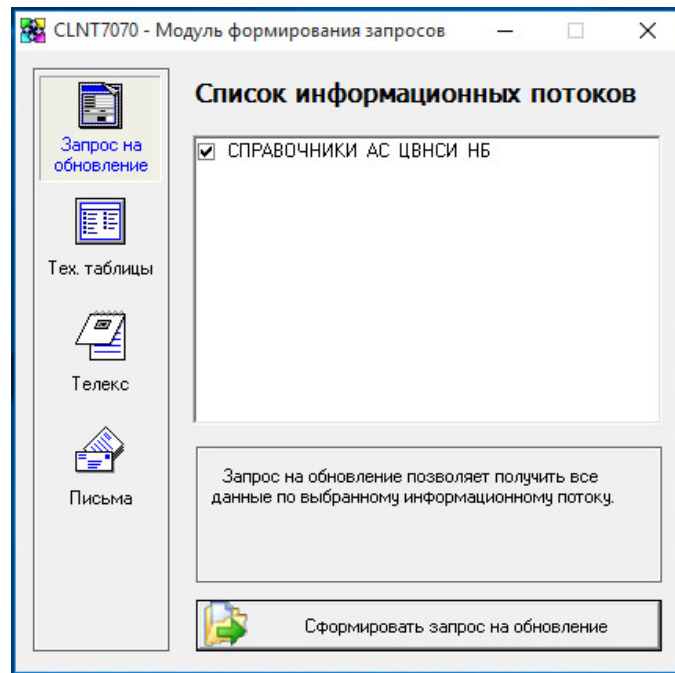 CLNT7070 - Модуль формирования запросов
Запрос на
обновление
Тех. таблицы
Телекс
Письма
Список информационных потоков
СПРАВОЧНИКИ АС ЦВНСИ НБ
Запрос на обновление позволяет получить все
данные по выбранному информационному потоку.
Сформировать запрос на обновление